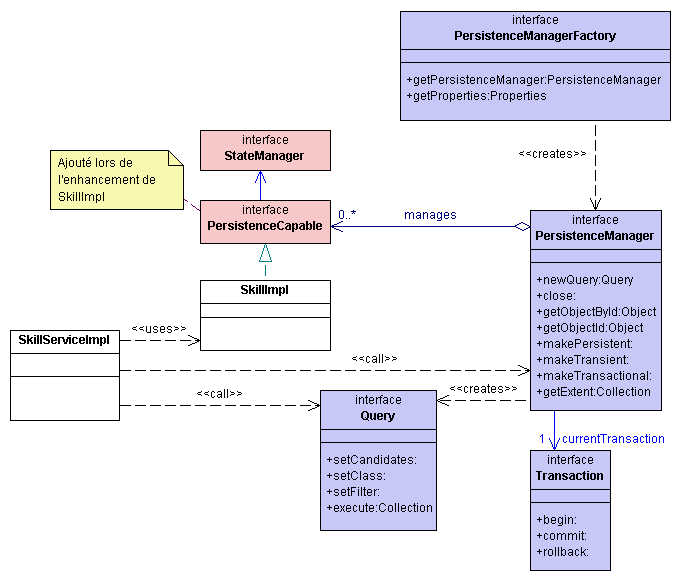 interface
PersistenceManagerFactory
+getPersistenceManager:PersistenceManager
+getProperties:Properties
<<creates>>
interface
StateManager
Ajouté lors de
l'enhancement de
SkillImpl
interface
PersistenceCapable
0..*
manages
interface
PersistenceManager
+newQuery:Query
+close:
+getObjectById:Object
+getObjectId:Object
+makePersistent:
+makeTransient:
+makeTransactional:
+getExtent:Collection
SkillImpl
SkillServiceImpl
<<uses>>
<<call>>
<<call>>
<<creates>>
interface
Query
+setCandidates:
+setClass:
+setFilter:
+execute:Collection
1 currentTransaction
interface
Transaction
+begin:
+commit:
+rollback: